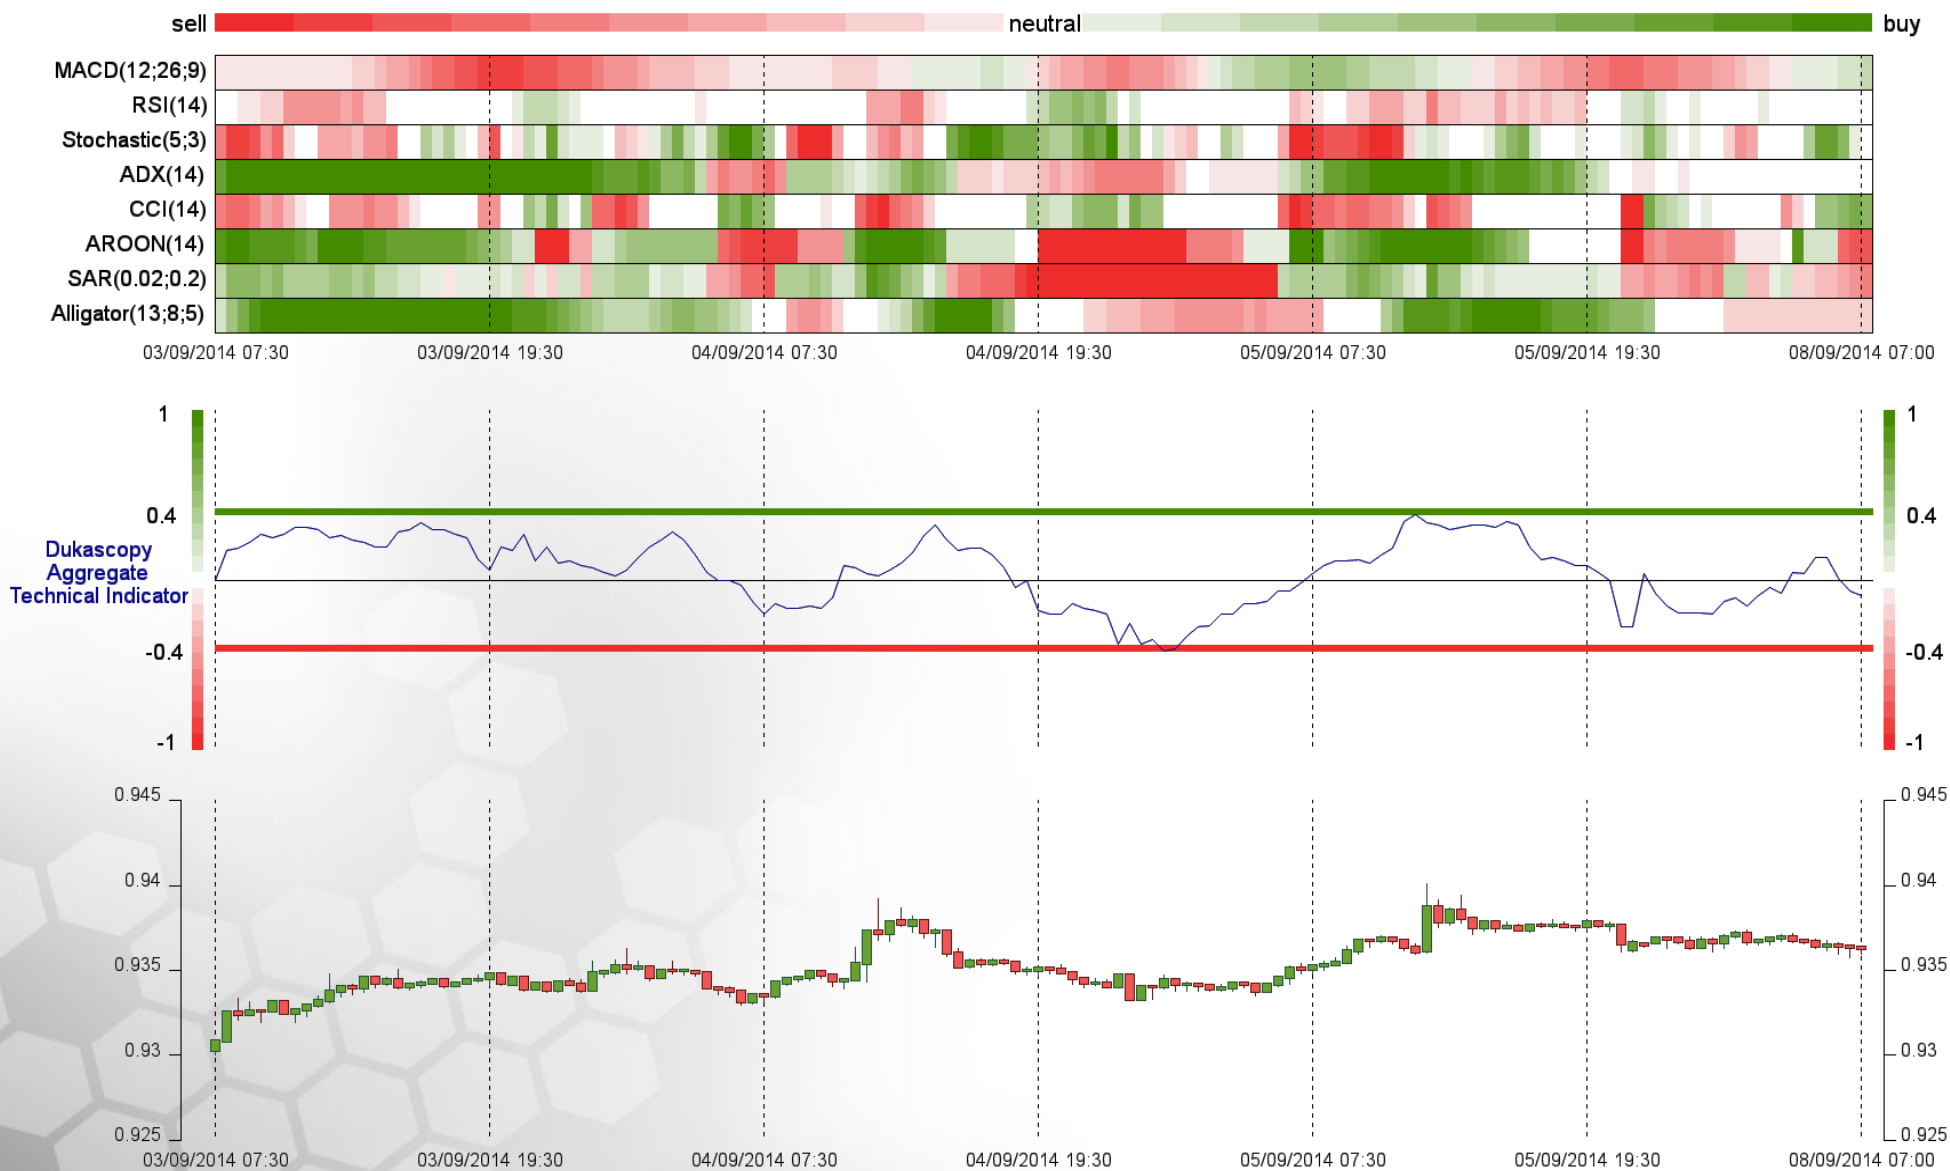 sell neutral buy
MACD(12;26;9)
RSI(14)
Stochastic(5;3)
ADX(14)
CCI(14)
AROON(14)
SAR(0.02;0.2)
Alligator(13;8;5)
03/09/2014 07:30 03/09/2014 19:30 04/09/2014 07:30 04/09/2014 19:30 05/09/2014 07:30 05/09/2014 19:30 08/09/2014 07:00
1 1
0.4 0.4
Dukascopy
Aggregate
Technical Indicator
-0.4 -0.4
-1 -1
0.945 0.945
0.94 0.94
0.935 0.935
0.93 0.93
0.925 0.925
03/09/2014 07:30 03/09/2014 19:30 04/09/2014 07:30 04/09/2014 19:30 05/09/2014 07:30 05/09/2014 19:30 08/09/2014 07:00